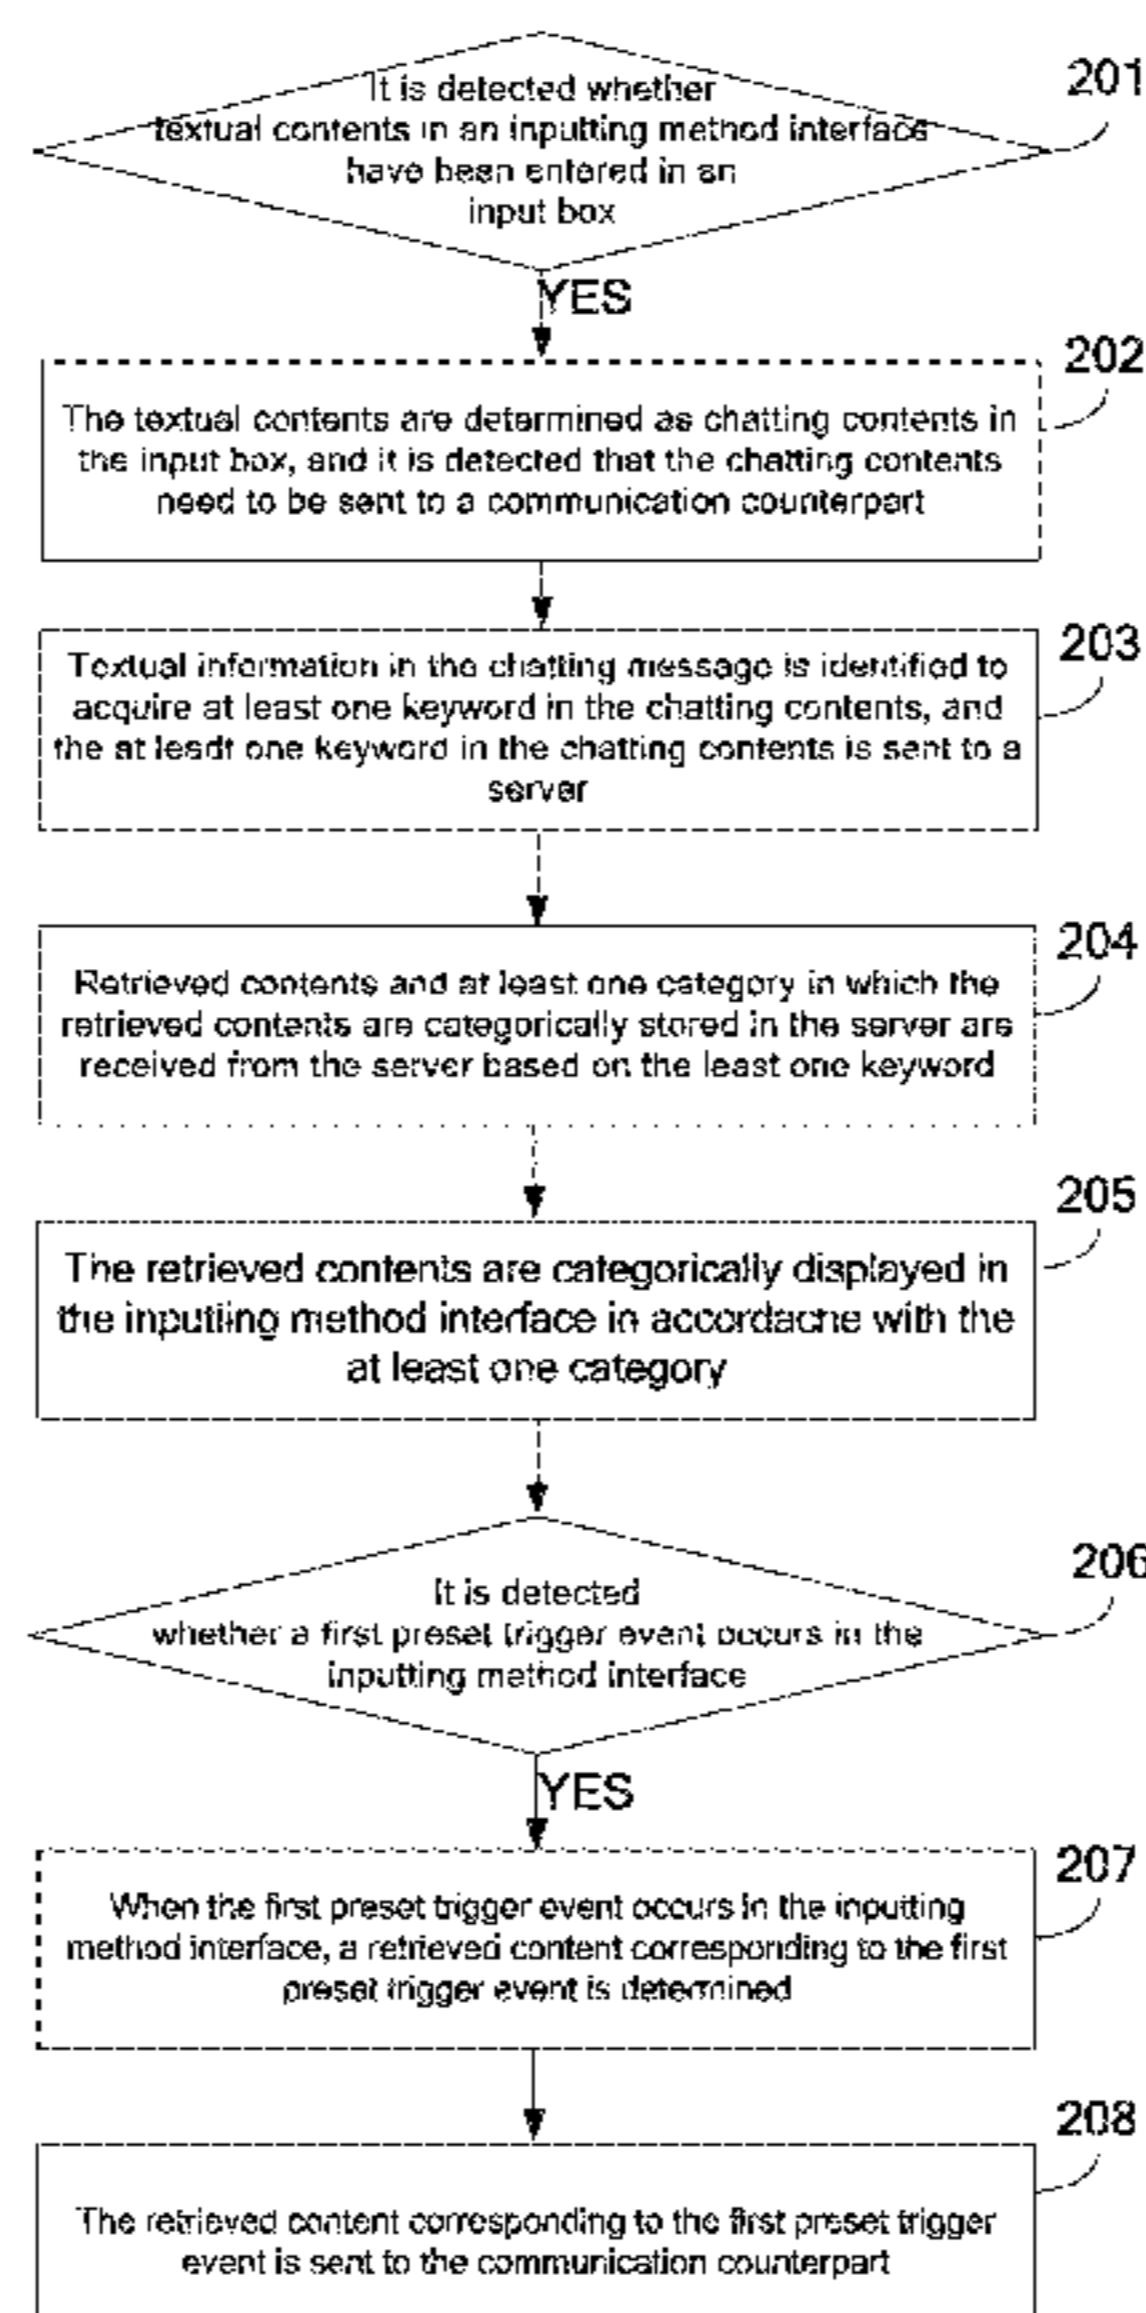 It is detected whether
textual contents in an inputting method interface
have been entered in an
input box
201
YES
202
The textual contents are determined as chatting contents in
the input box, and it is detected that the chatting contents
need to be sent to a communication counterpart
203
Textual information in the chatting message is identified to
acquire at least one keyword in the chatting contents, and
the at leadt one keyword in the chatting contents is sent to a
server
204
Retrieved contents and at least one category in which the
retrieved contents are categorically stored in the server are
received from the server based on the least one keyword
205
The retrieved contents are categorically displayed in
the inputting method interface in accordacne with the
at least one category
206
It is detected
whether a first preset trigger event occurs in the
inputting method interface
YES
207
When the first preset trigger event occurs in the inputting
method interface, a retrieved content corresponding to the first
preset trigger event is determined
208
The retrieved content corresponding to the first preset trigger
event is sent to the communication counterpart